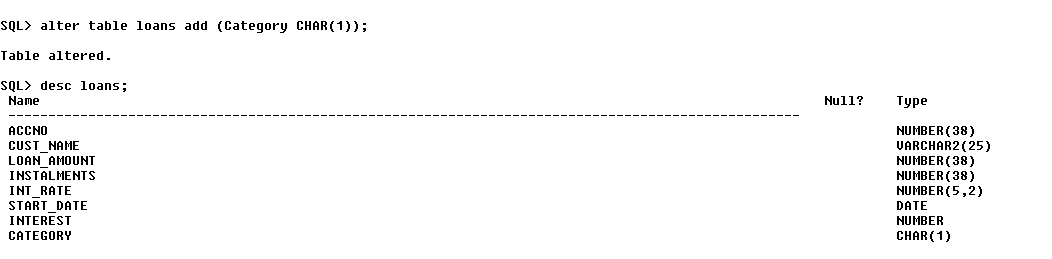 SQL> alter table loans add (Category CHAR(1));
Table altered.
SQL> desc loans;
Name Null? Type
----------------------------------------------------------------------------------------------------
ACCNO NUMBER(38)
CUST_NAME VARCHAR2(25)
LOAN_AMOUNT NUMBER(38)
INSTALMENTS NUMBER(38)
INT_RATE NUMBER(5,2)
START_DATE DATE
INTEREST NUMBER
CATEGORY CHAR(1)